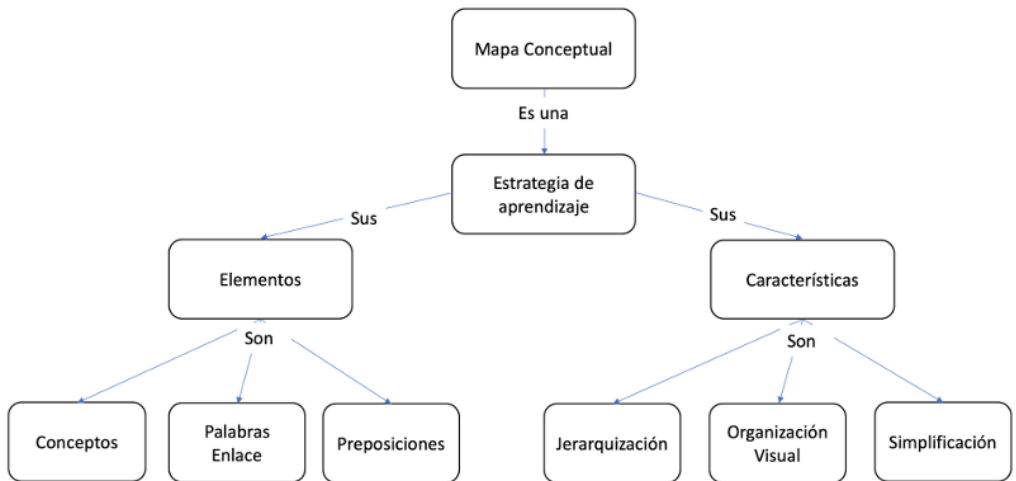 Mapa Conceptual
Es una
Estrategia de
aprendizaje
Sus
Sus
Elementos
Característicias
Son
Son
Conceptos
Palabras
Enlace
Preposiciones
Jerarquización
Organización
Visual
Simplificación